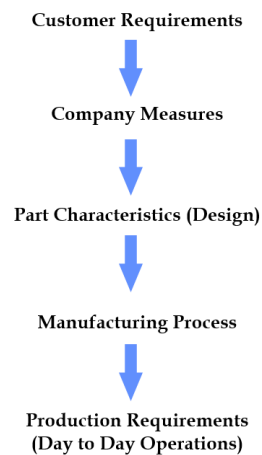 Customer Requirements
Company Measures
Part Characteristics (Design)
Manufacturing Process
Production Requirements
(Day to Day Operations)